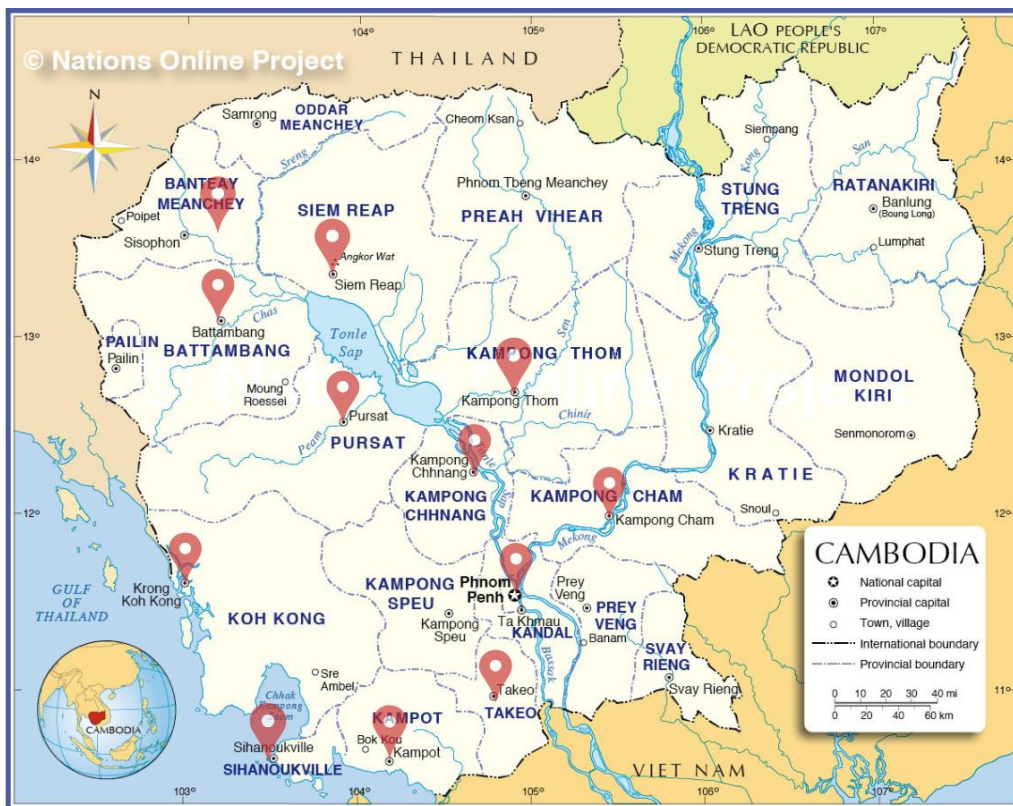 © Nations Online Project
THAILAND
LAO PEOPLE'S
DEMOCRATIC REPUBLIC
103
104
105
106
107°
ODDAR
MEANCHEY
Samrong
Cheom Ksan
Siempang
Sreng
Kong
San
14°
14°
BANTEAY
MEANCHEY
Poipet
Sisophon
SIEM REAP
Angkor Wat
Siem Reap
Phnom Tbeng Meanchey
PREAH VIHEAR
STUNG
TRENG
Stung Treng
Mekong
RATANAKIRI
Banlung
(Boung Long)
Lumphat
13°
13°
Battambang
BATTAMBANG
Chas
PAILIN
Pailin
Moung
Roessei
Tonle
Sap
Sen
KAMPONG THOM
Kampong Thom
Chinit
MONDOL
KIRI
Senmonorom
Pursat
PURSAT
Peam
Kampong
Chhnang
KAMPONG
CHHNANG
Tonle
Sap
KAMPONG CHAM
Kampong Cham
Mekong
Kratie
KRATIE
Snoul
12°
12°
GULF
OF
THAILAND
Krong
Koh Kong
KOH KONG
KAMPONG
SPEU
Kampong
Speu
Phnom
Penh
Ta Khmau
KANDAL
Prey
Veng
PREY
VENG
Banam
SVAY
RIENG
Svay Rieng
Bassak
Sre
Ambel
Chhak
Kampong
Saum
Takeo
TAKEO
KAMPOT
Bok Kou
Kampot
Sihanoukville
SIHANOUKVILLE
11°
VIET NAM
103
104°
105
106°
107°
CAMBODIA
CAMBODIA
National capital
Provincial capital
Town, village
International boundary
Provincial boundary
0 10 20 30 40 mi
0 20 40 60 km